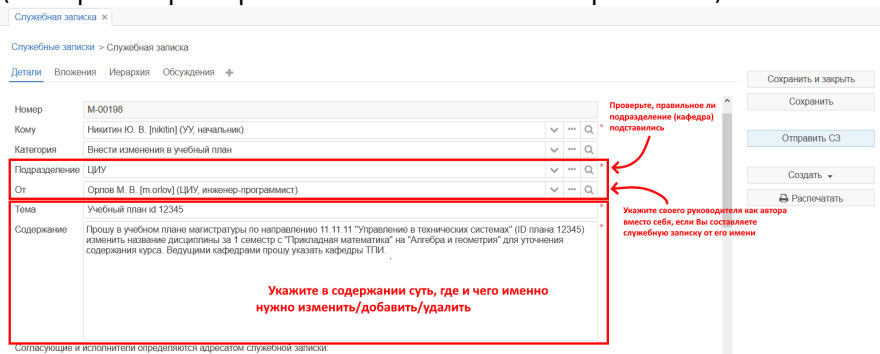 Служебная записка ×
Служебные записки > Служебная записка
Детали Вложения Иерархия Обсуждения +
Сохранить и закрыть
Сохранить
Отправить СЗ
Создать
Распечатать
Номер М-00198
Кому Никитин Ю. В. [nikitin] (УУ, начальник) *
Категория Внести изменения в учебный план
Подразделение ЦИУ *
От Орлов М. В. [m.orlov] (ЦИУ, инженер-программист) *
Тема Учебный план id 12345 *
Содержание Прошу в учебном плане магистратуры по направлению 11.11.11 "Управление в технических системах" (ID плана 12345) *
изменить название дисциплины за 1 семестр с "Прикладная математика" на "Алгебра и геометрия" для уточнения
содержания курса. Ведущими кафедрами прошу указать кафедры ТПИ.
Укажите в содержании суть, где и чего именно
нужно изменить/добавить/удалить
Проверьте, правильное ли
подразделение (кафедра)
подставились
Укажите своего руководителя как автора
вместо себя, если Вы составляете
служебную записку от его имени
Согласующие и исполнители определяются адресатом служебной записки.